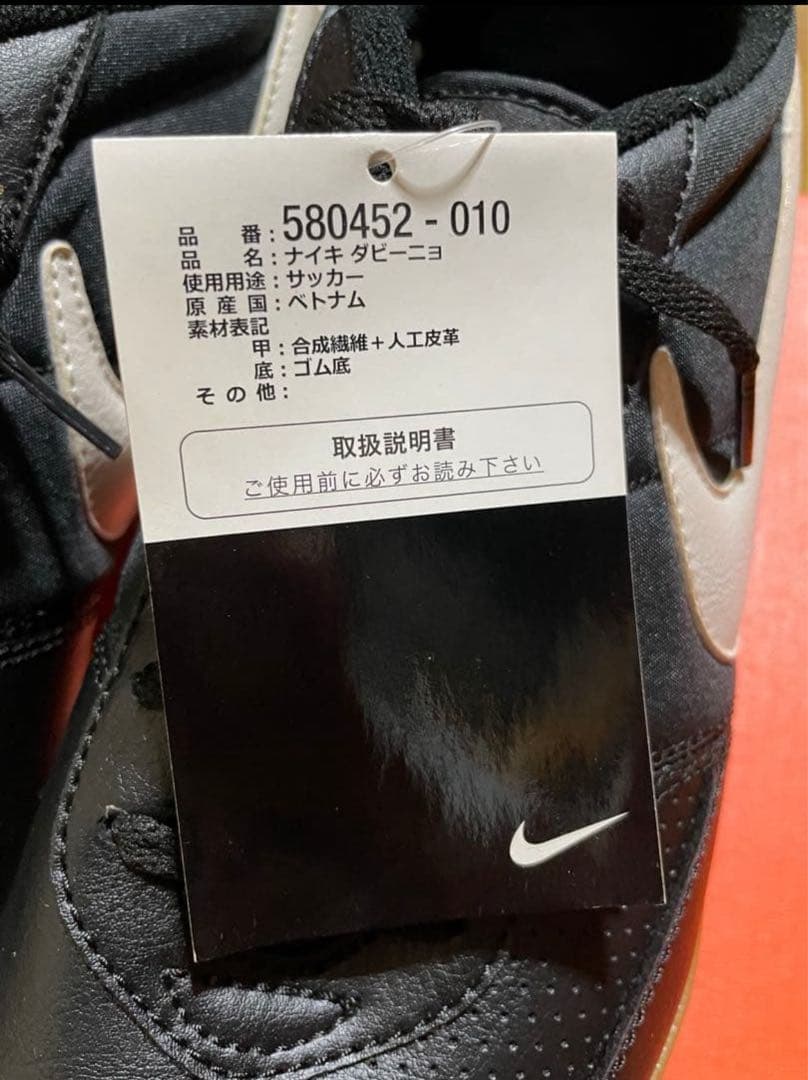 品 番：580452 - 010
品 名：ナイキ ダビーニョ
使用用途：サッカー
原 産 国：ベトナム
素材表記
甲：合成繊維＋人工皮革
底：ゴム底
そ の 他：
取扱説明書
ご使用前に必ずお読み下さい